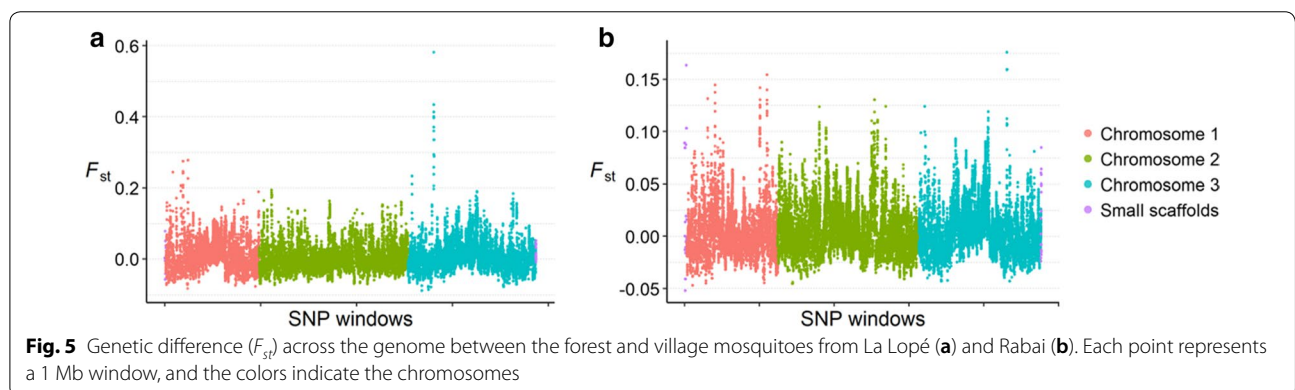 a
0.6
0.4
Fst
0.2
0.0
SNP windows
b
0.15
0.10
Fst
0.05
0.00
-0.05
SNP windows
Chromosome 1
Chromosome 2
Chromosome 3
Small scaffolds
Fig. 5 Genetic difference (Fst) across the genome between the forest and village mosquitoes from La Lopé (a) and Rabai (b). Each point represents
a 1 Mb window, and the colors indicate the chromosomes